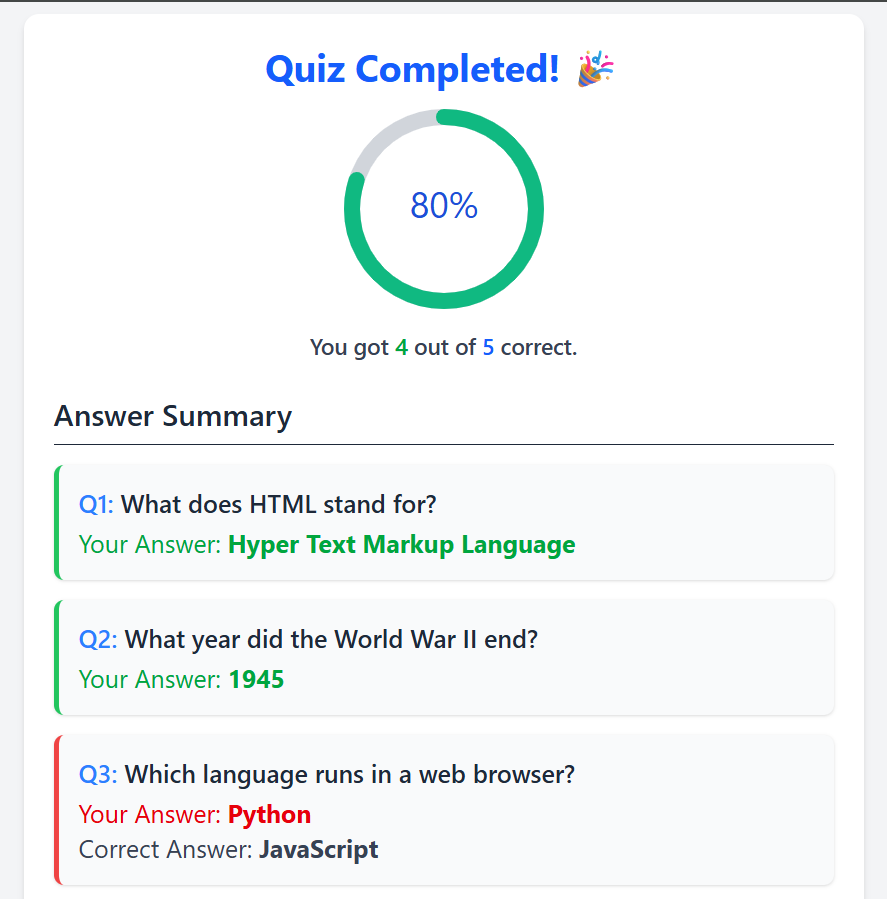 Quiz Completed! 🎉
80%
You got 4 out of 5 correct.
Answer Summary
Q1: What does HTML stand for?
Your Answer: Hyper Text Markup Language
Q2: What year did the World War II end?
Your Answer: 1945
Q3: Which language runs in a web browser?
Your Answer: Python
Correct Answer: JavaScript